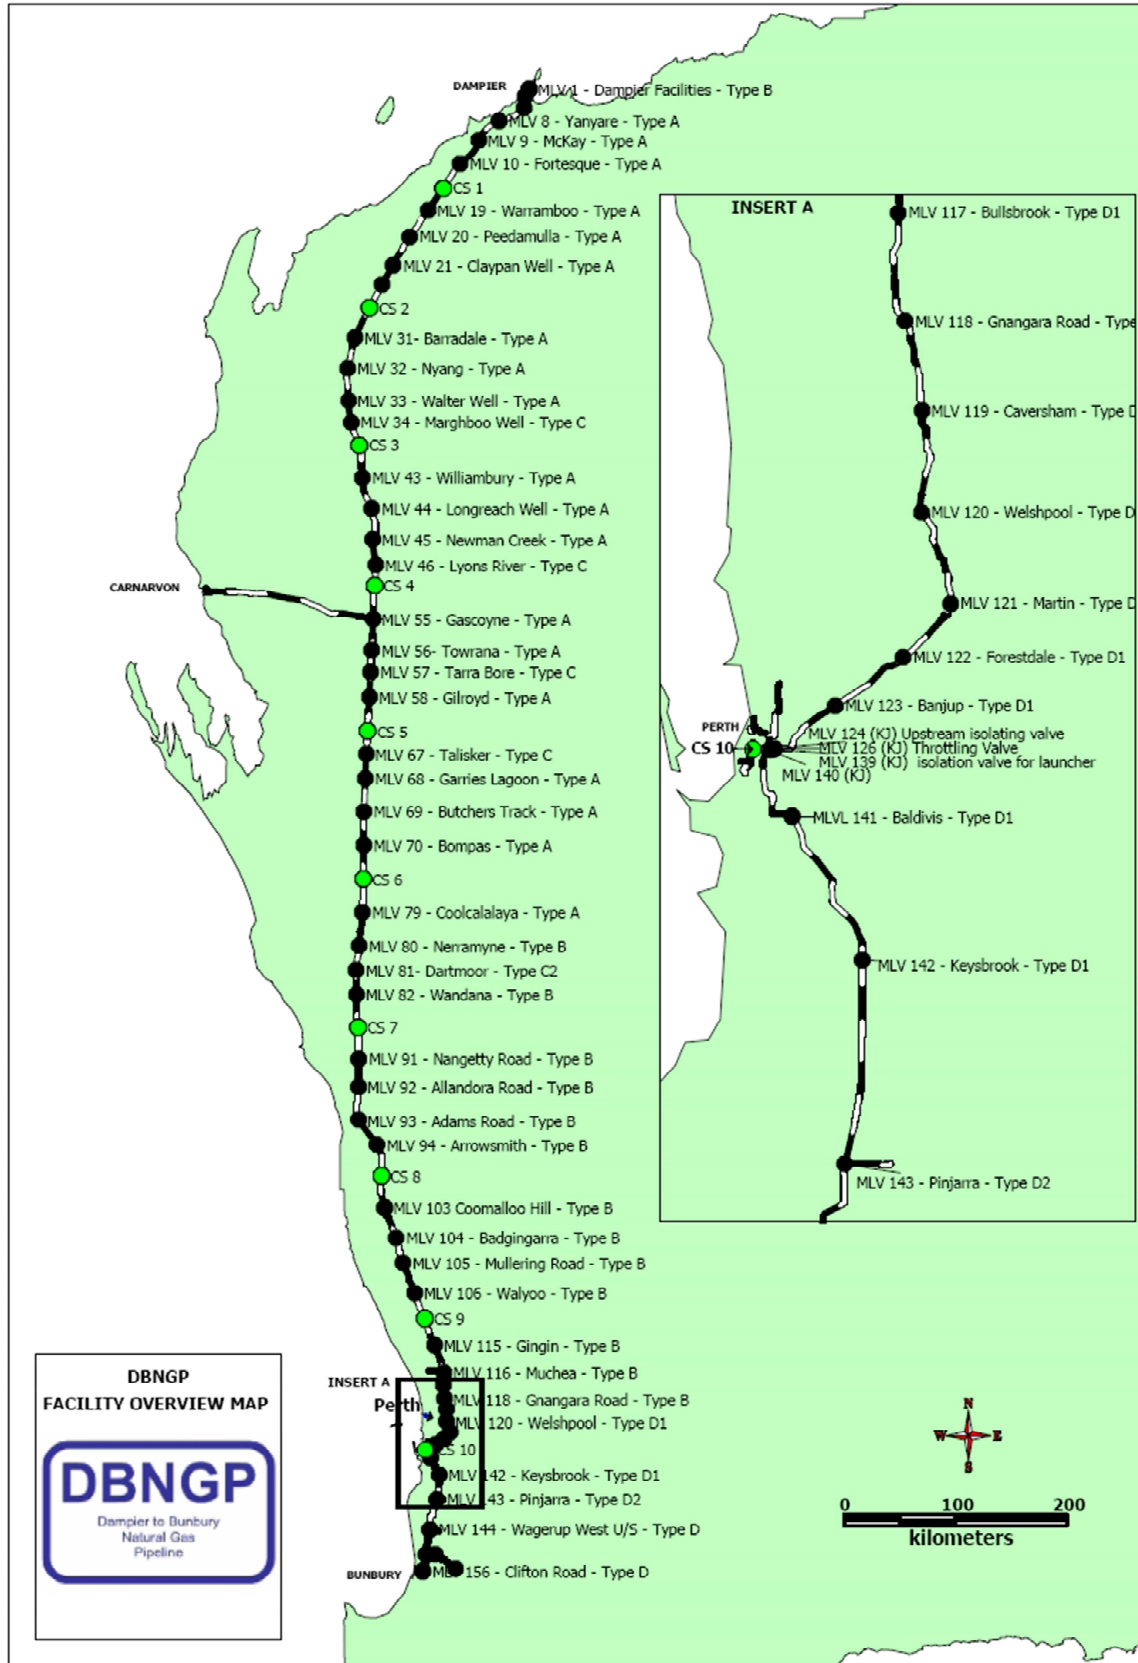 DAMPIER
MLV 1 - Dampier Facilities - Type B
MLV 8 - Yanyare - Type A
MLV 9 - McKay - Type A
MLV 10 - Fortesque - Type A
CS 1
MLV 19 - Warramboo - Type A
MLV 20 - Peedamulla - Type A
MLV 21 - Claypan Well - Type A
CS 2
MLV 31- Barradale - Type A
MLV 32 - Nyang - Type A
MLV 33 - Walter Well - Type A
MLV 34 - Marghboo Well - Type C
CS 3
MLV 43 - Williambury - Type A
MLV 44 - Longreach Well - Type A
MLV 45 - Newman Creek - Type A
MLV 46 - Lyons River - Type C
CS 4
CARNARVON
MLV 55 - Gascoyne - Type A
MLV 56- Towrana - Type A
MLV 57 - Tarra Bore - Type C
MLV 58 - Gilroyd - Type A
CS 5
MLV 67 - Talisker - Type C
MLV 68 - Garries Lagoon - Type A
MLV 69 - Butchers Track - Type A
MLV 70 - Bompas - Type A
CS 6
MLV 79 - Coolcalalaya - Type A
MLV 80 - Nerramyne - Type B
MLV 81- Dartmoor - Type C2
MLV 82 - Wandana - Type B
CS 7
MLV 91 - Nangetty Road - Type B
MLV 92 - Allandora Road - Type B
MLV 93 - Adams Road - Type B
MLV 94 - Arrowsmith - Type B
CS 8
MLV 103 Coomalloo Hill - Type B
MLV 104 - Badgingarra - Type B
MLV 105 - Mullering Road - Type B
MLV 106 - Walyoo - Type B
CS 9
MLV 115 - Gingin - Type B
MLV 116 - Muchea - Type B
INSERT A
MLV 118 - Gnangara Road - Type B
Perth
MLV 120 - Welshpool - Type D1
CS 10
MLV 142 - Keysbrook - Type D1
MLV 143 - Pinjarra - Type D2
MLV 144 - Wagerup West U/S - Type D
BUNBURY
156 - Clifton Road - Type D
INSERT A
MLV 117 - Bullsbrook - Type D1
MLV 118 - Gnangara Road - Type
MLV 119 - Caversham - Type D
MLV 120 - Welshpool - Type D
MLV 121 - Martin - Type D
MLV 122 - Forestdale - Type D1
MLV 123 - Banjup - Type D1
PERTH
MLV 124 (KJ) Upstream isolating valve
CS 10
MLV 126 (KJ) Throttling Valve
MLV 139 (KJ) isolation valve for launcher
MLV 140 (KJ)
MLVL 141 - Baldivis - Type D1
MLV 142 - Keysbrook - Type D1
MLV 143 - Pinjarra - Type D2
DBNGP
FACILITY OVERVIEW MAP
DBNGP
Dampier to Bunbury
Natural Gas
Pipeline
N
W E
S
0 100 200
kilometers